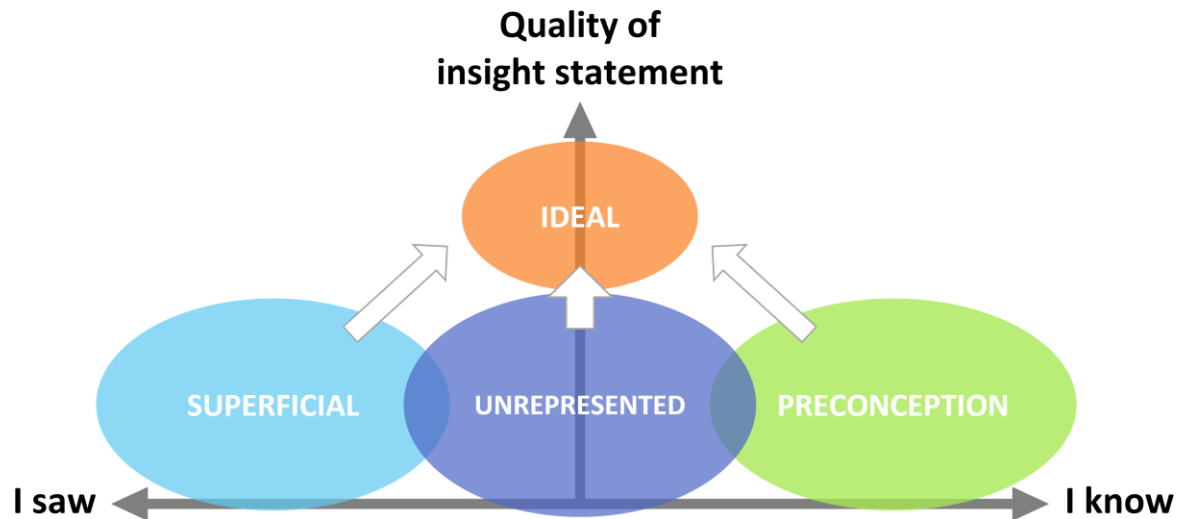 Quality of
insight statement
IDEAL
SUPERFICIAL
UNREPRESENTED
PRECONCEPTION
I saw
I know